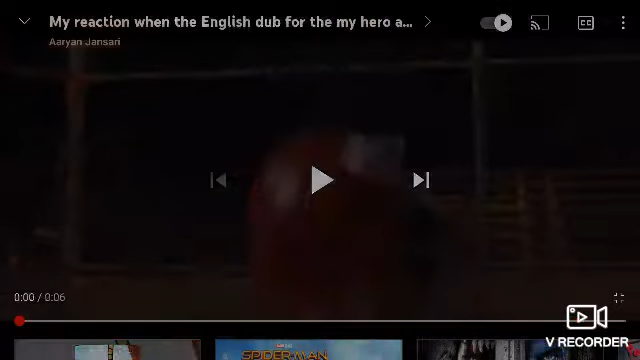 My reaction when the English dub for the my hero a...
Aaryan Jansari
CC
0:00 / 0:06
V RECORDER
SPIDER-MAN